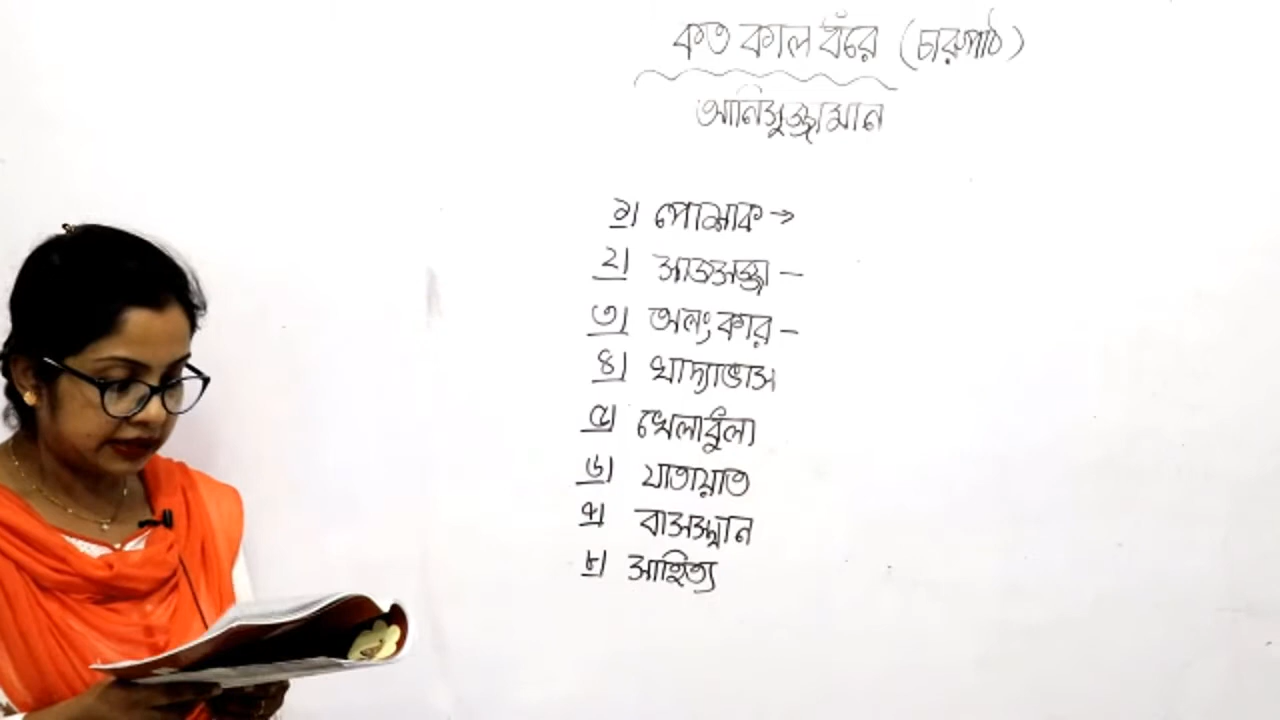 কত কাল ধরে (চারুপাঠ)
আনিসুজ্জামান
১। পোশাক →
২। সাজসজ্জা –
৩। অলংকার –
৪। খাদ্যাভাস
৫। খেলাধুলা
৬। যাতায়াত
৭। বাসস্থান
৮। সাহিত্য